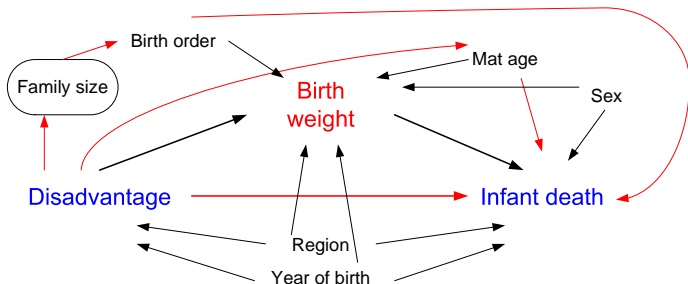 Birth order
Mat age
Family size
Birth
weight
Sex
Disadvantage
Infant death
Region
Year of birth